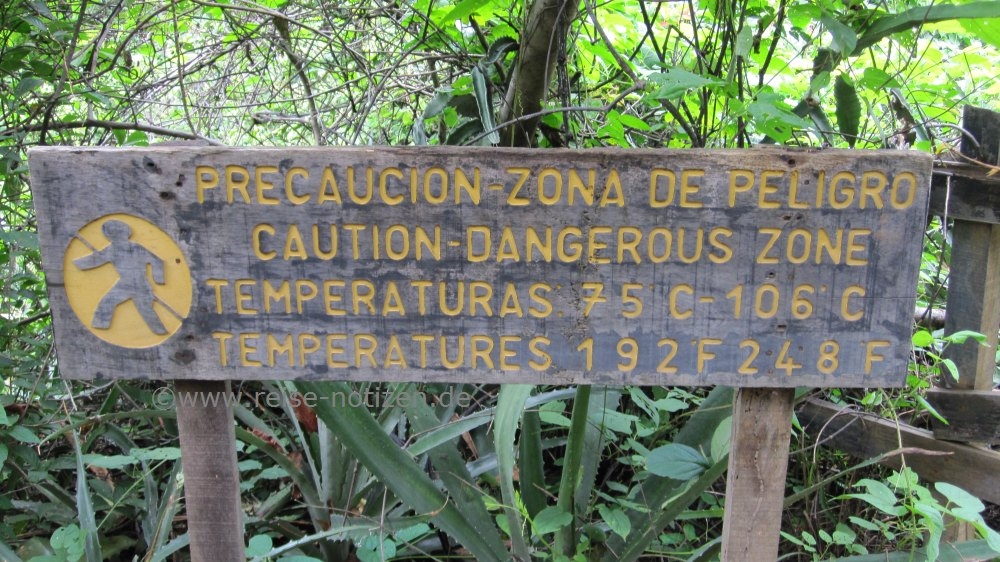 PRECAUCION-ZONA DE PELIGRO
CAUTION-DANGEROUS ZONE
TEMPERATURAS: 75°C-106°C
TEMPERATURES 192°F 248°F
©www.reise-notizen.de